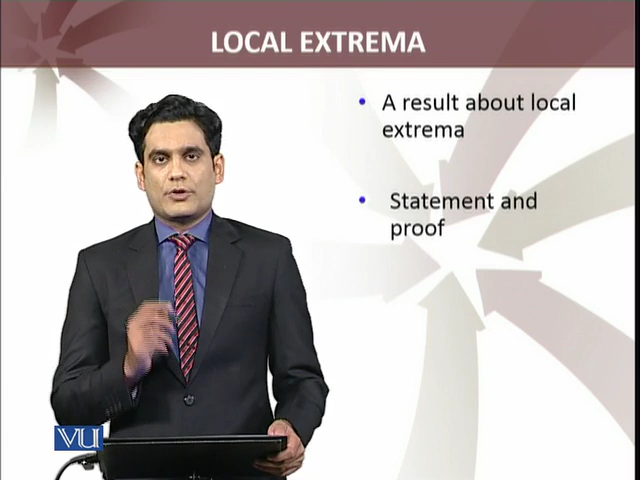 LOCAL EXTREMA
• A result about local
extrema
• Statement and
proof
VU